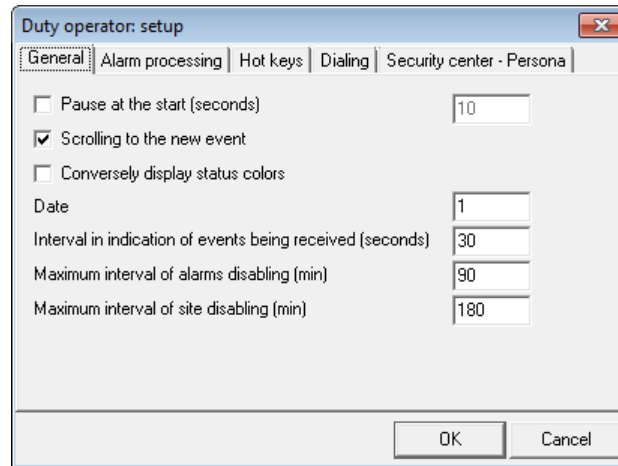 Duty operator: setup
General Alarm processing Hot keys Dialing Security center - Persona
Pause at the start (seconds) 10
Scrolling to the new event
Conversely display status colors
Date 1
Interval in indication of events being received (seconds) 30
Maximum interval of alarms disabling (min) 90
Maximum interval of site disabling (min) 180
OK Cancel